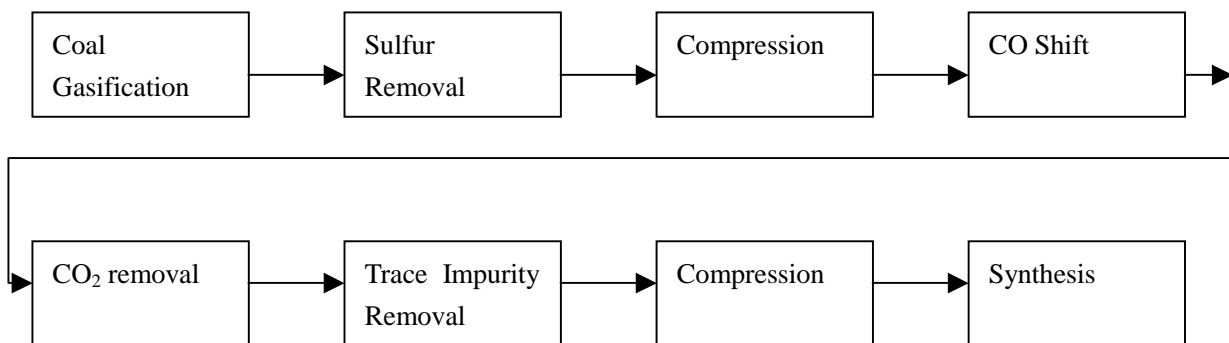 Coal
Gasification
Sulfur
Removal
Compression
CO Shift
CO₂ removal
Trace Impurity
Removal
Compression
Synthesis